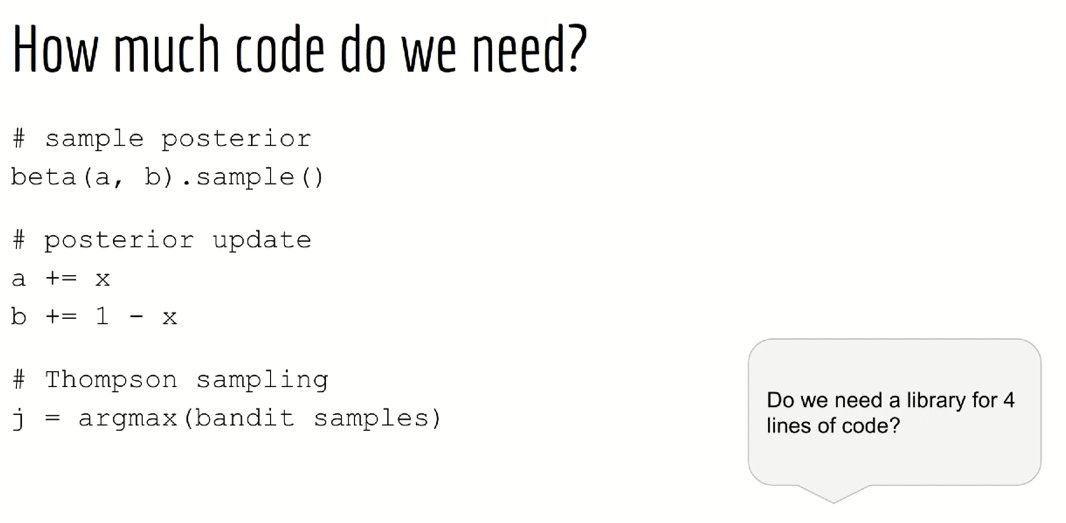 How much code do we need?
# sample posterior
beta(a, b).sample()
# posterior update
a += x
b += 1 - x
# Thompson sampling
j = argmax(bandit samples)
Do we need a library for 4
lines of code?